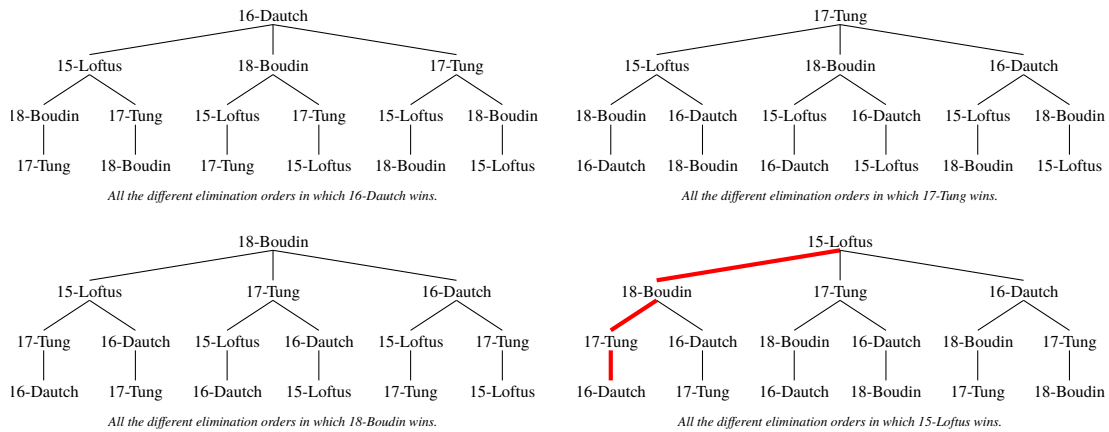 16-Dautch
15-Loftus 18-Boudin 17-Tung
18-Boudin 17-Tung 15-Loftus 17-Tung 15-Loftus 18-Boudin
17-Tung 18-Boudin 17-Tung 15-Loftus 18-Boudin 15-Loftus
All the different elimination orders in which 16-Dautch wins.
17-Tung
15-Loftus 18-Boudin 16-Dautch
18-Boudin 16-Dautch 15-Loftus 16-Dautch 15-Loftus 18-Boudin
16-Dautch 18-Boudin 16-Dautch 15-Loftus 18-Boudin 15-Loftus
All the different elimination orders in which 17-Tung wins.
18-Boudin
15-Loftus 17-Tung 16-Dautch
17-Tung 16-Dautch 15-Loftus 16-Dautch 15-Loftus 17-Tung
16-Dautch 17-Tung 16-Dautch 15-Loftus 17-Tung 15-Loftus
All the different elimination orders in which 18-Boudin wins.
15-Loftus
18-Boudin 17-Tung 16-Dautch
17-Tung 16-Dautch 18-Boudin 16-Dautch 18-Boudin 17-Tung
16-Dautch 17-Tung 16-Dautch 18-Boudin 17-Tung 18-Boudin
All the different elimination orders in which 15-Loftus wins.